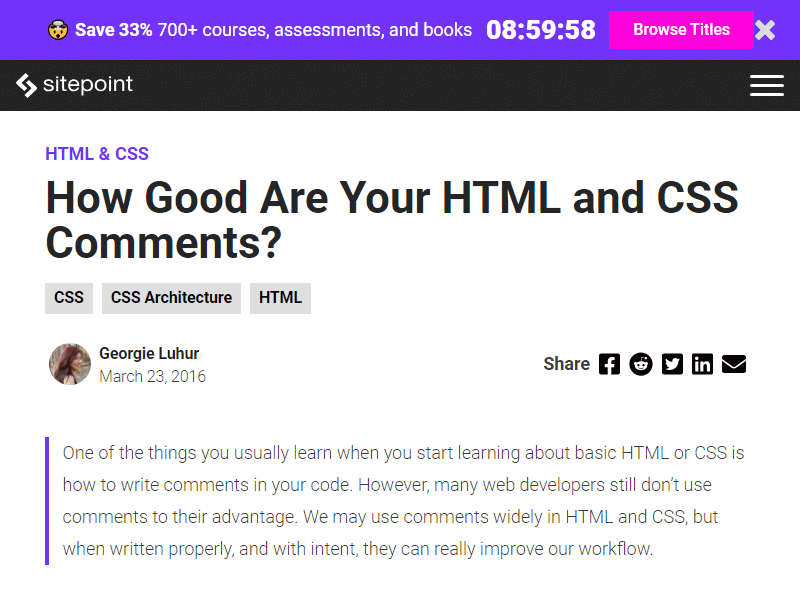 Save 33% 700+ courses, assessments, and books 08:59:58 Browse Titles
sitepoint
HTML & CSS
How Good Are Your HTML and CSS
Comments?
CSS CSS Architecture HTML
Georgie Luhur
March 23, 2016
Share
One of the things you usually learn when you start learning about basic HTML or CSS is
how to write comments in your code. However, many web developers still don’t use
comments to their advantage. We may use comments widely in HTML and CSS, but
when written properly, and with intent, they can really improve our workflow.